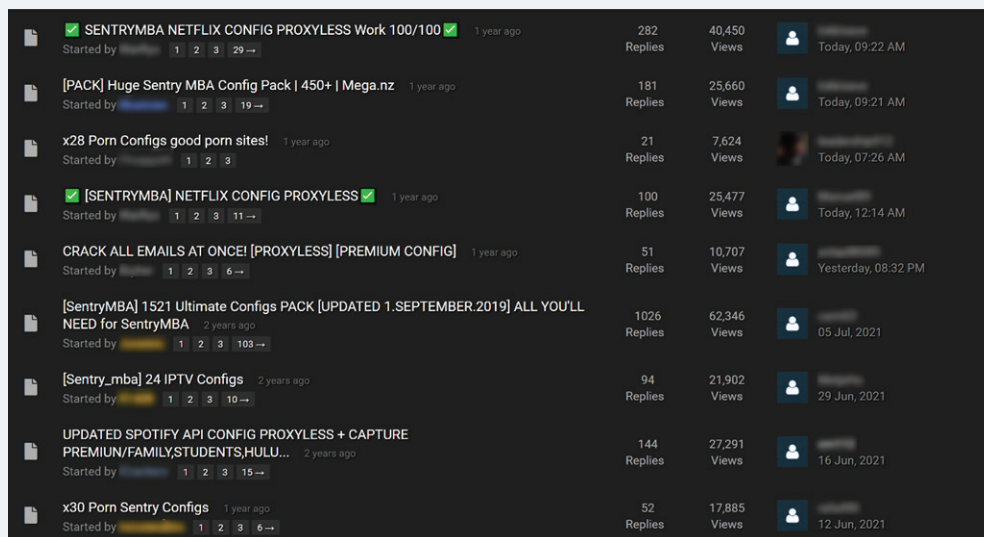 ✅ SENTRYMBA NETFLIX CONFIG PROXYLESS Work 100/100 ✅ 1 year ago 282 40,450
Started by 1 2 3 29→ Replies Views Today, 09:22 AM
[PACK] Huge Sentry MBA Config Pack | 450+ | Mega.nz 1 year ago 181 25,660
Started by 1 2 3 19→ Replies Views Today, 09:21 AM
x28 Porn Configs good porn sites! 1 year ago 21 7,624
Started by 1 2 3 Replies Views Today, 07:26 AM
✅ [SENTRYMBA] NETFLIX CONFIG PROXYLESS ✅ 1 year ago 100 25,477
Started by 1 2 3 11→ Replies Views Today, 12:14 AM
CRACK ALL EMAILS AT ONCE! [PROXYLESS] [PREMIUM CONFIG] 1 year ago 51 10,707
Started by 1 2 3 6→ Replies Views Yesterday, 08:32 PM
[SentryMBA] 1521 Ultimate Configs PACK [UPDATED 1.SEPTEMBER.2019] ALL YOU'LL 1026 62,346
NEED for SentryMBA 2 years ago Replies Views 05 Jul, 2021
Started by 1 2 3 103→
[Sentry_mba] 24 IPTV Configs 2 years ago 94 21,902
Started by 1 2 3 10→ Replies Views 29 Jun, 2021
UPDATED SPOTIFY API CONFIG PROXYLESS + CAPTURE 144 27,291
PREMIUN/FAMILY,STUDENTS,HULU... 2 years ago Replies Views 16 Jun, 2021
Started by 1 2 3 15→
x30 Porn Sentry Configs 1 year ago 52 17,885
Started by 1 2 3 6→ Replies Views 12 Jun, 2021